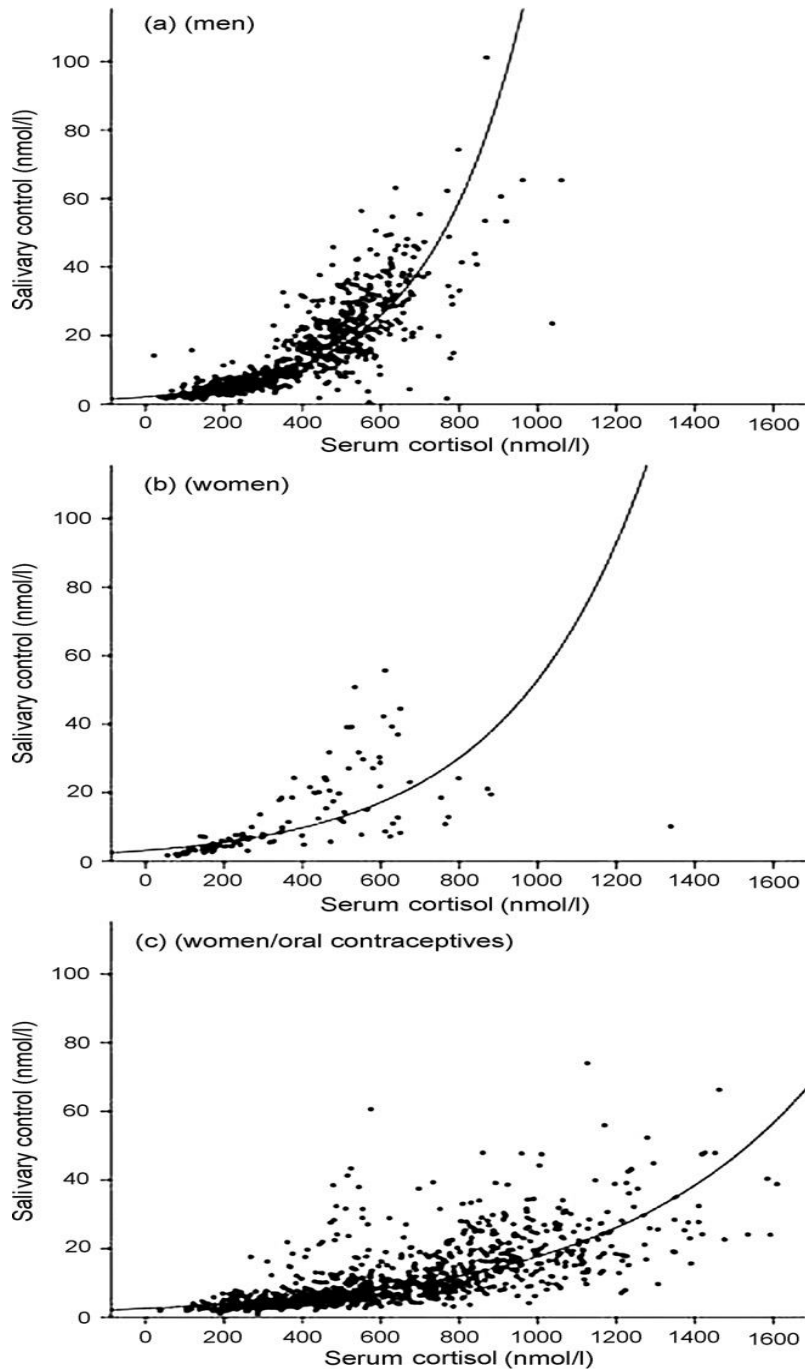 (a) (men)
Salivary control (nmol/l)
100
80
60
40
20
0
0 200 400 600 800 1000 1200 1400 1600
Serum cortisol (nmol/l)
(b) (women)
Salivary control (nmol/l)
100
80
60
40
20
0
0 200 400 600 800 1000 1200 1400 1600
Serum cortisol (nmol/l)
(c) (women/oral contraceptives)
Salivary control (nmol/l)
100
80
60
40
20
0
0 200 400 600 800 1000 1200 1400 1600
Serum cortisol (nmol/l)